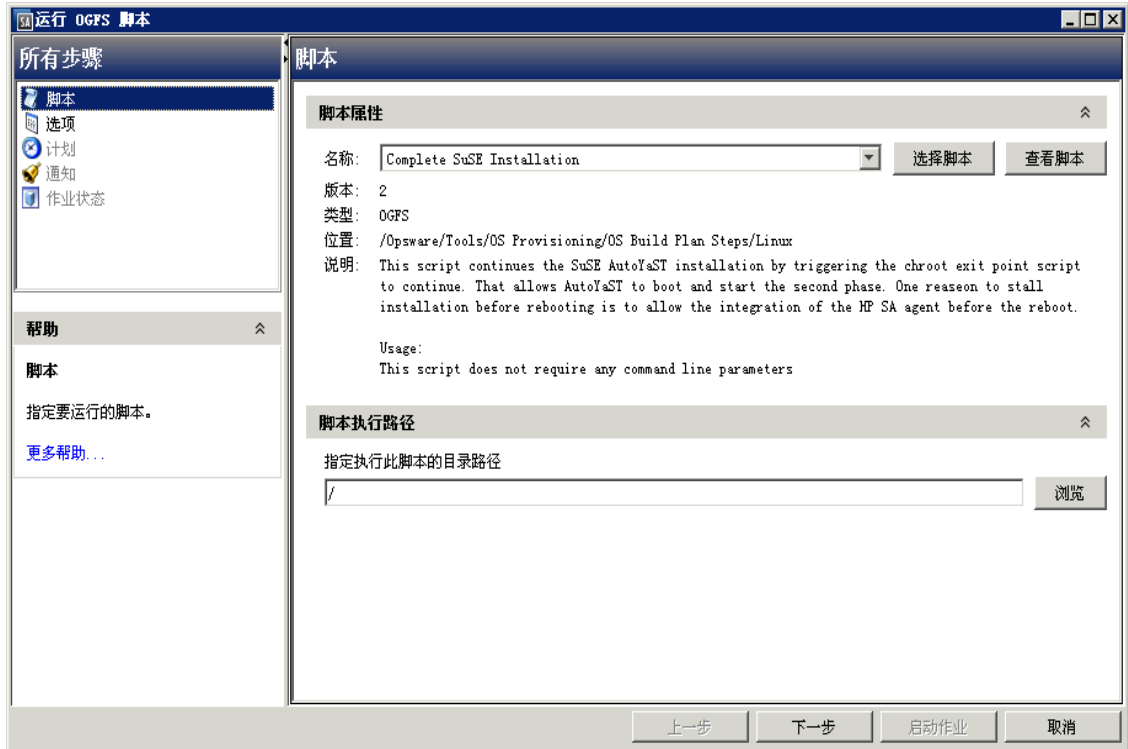 SA 运行 OGFS 脚本
所有步骤
脚本
选项
计划
通知
作业状态
帮助
脚本
指定要运行的脚本。
更多帮助...
脚本
脚本属性
名称: Complete SuSE Installation 选择脚本 查看脚本
版本: 2
类型: OGFS
位置: /Opsware/Tools/OS Provisioning/OS Build Plan Steps/Linux
说明: This script continues the SuSE AutoYaST installation by triggering the chroot exit point script
to continue. That allows AutoYaST to boot and start the second phase. One reaseon to stall
installation before rebooting is to allow the integration of the HP SA agent before the reboot.
Usage:
This script does not require any command line parameters
脚本执行路径
指定执行此脚本的目录路径
/ 浏览
上一步 下一步 启动作业 取消